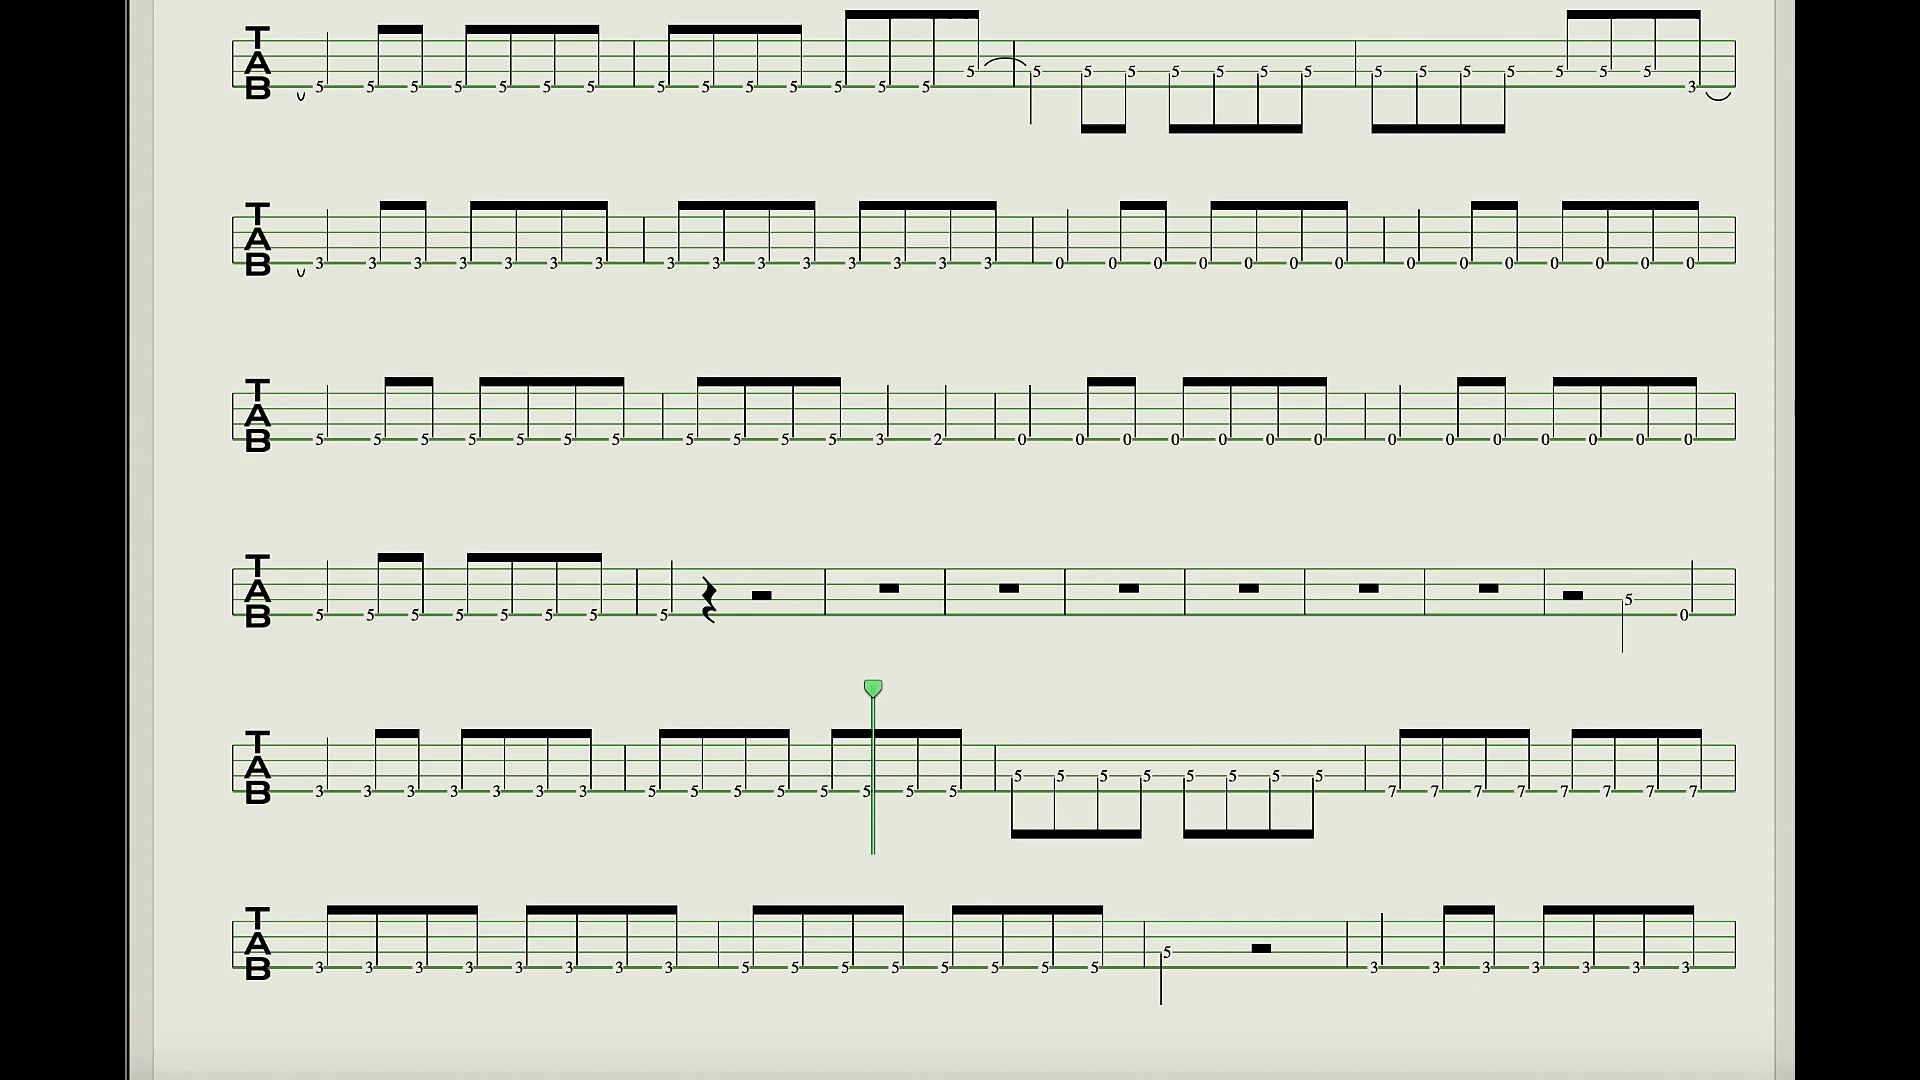 TAB 5 5 5 5 5 5 5 5 5 5 5 5 5 5 5 5 5 5 5 5 5 5 5 5 5 5 5 5 5 5 3
TAB 3 3 3 3 3 3 3 3 3 3 3 3 3 3 3 0 0 0 0 0 0 0 0 0 0 0 0 0 0
TAB 5 5 5 5 5 5 5 5 5 5 5 3 2 0 0 0 0 0 0 0 0 0 0 0 0 0 0
TAB 5 5 5 5 5 5 5 5 5 0
TAB 3 3 3 3 3 3 3 5 5 5 5 5 5 5 5 5 5 5 5 5 5 5 5 7 7 7 7 7 7 7 7
TAB 3 3 3 3 3 3 3 3 5 5 5 5 5 5 5 5 5 3 3 3 3 3 3 3